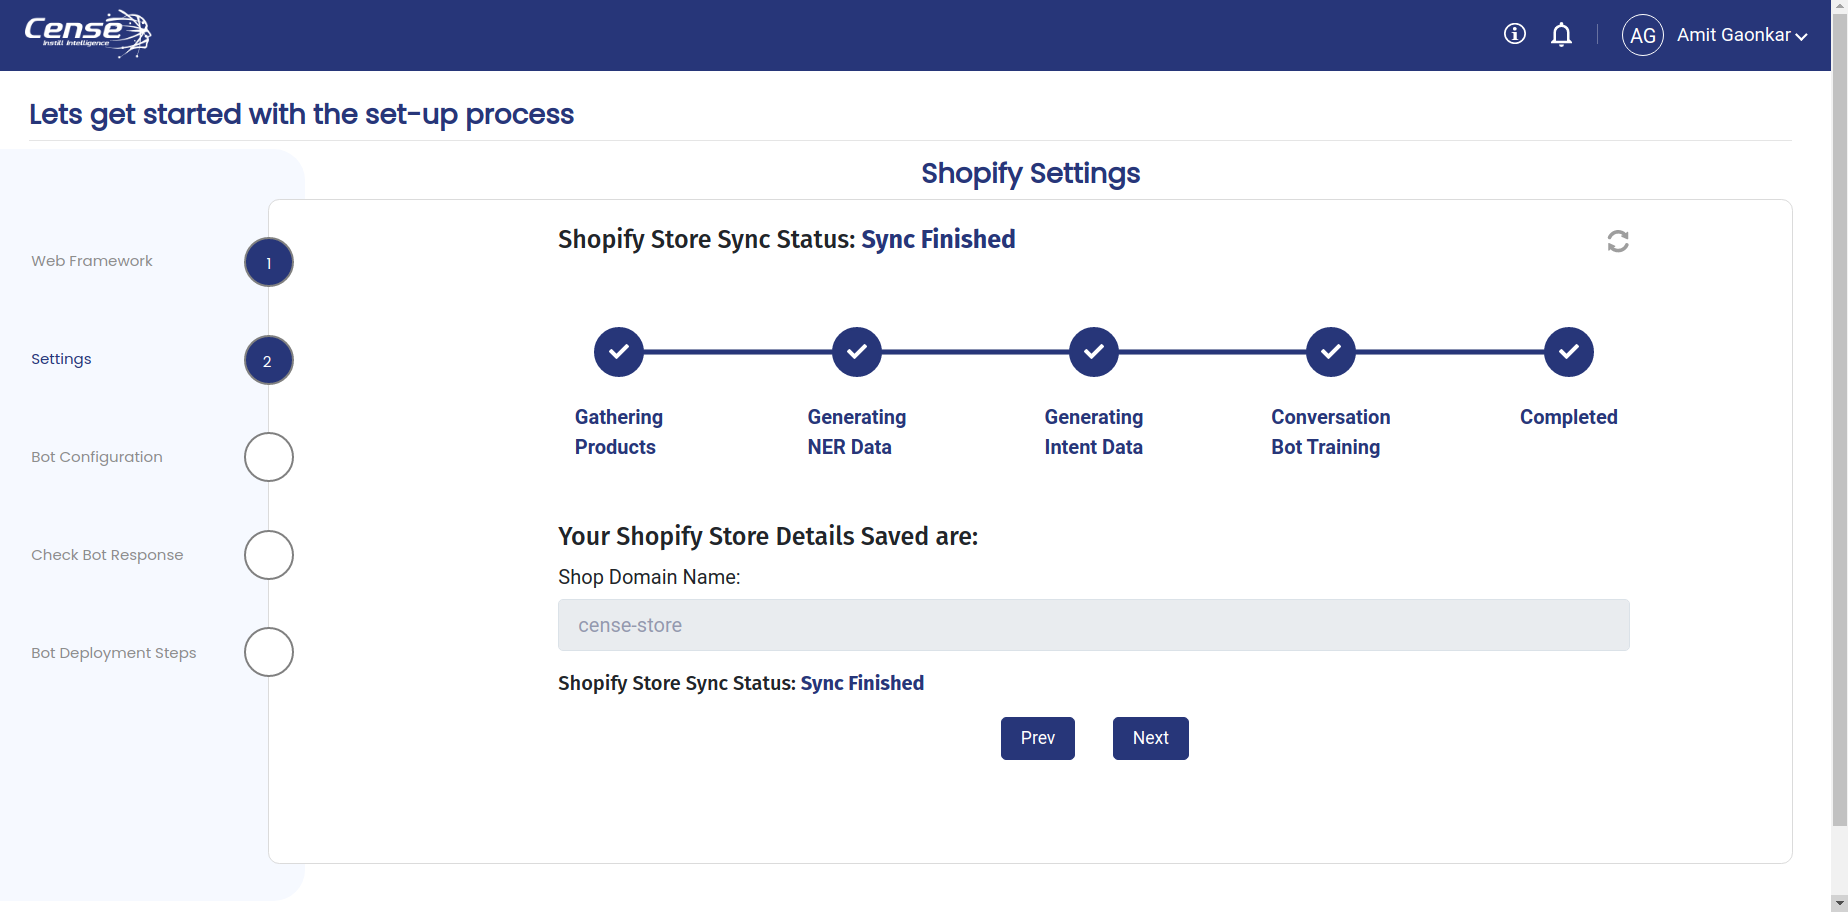 Cense
Instill Intelligence
AG
Amit Gaonkar
Lets get started with the set-up process
Shopify Settings
Web Framework
1
Settings
2
Bot Configuration
Check Bot Response
Bot Deployment Steps
Shopify Store Sync Status: Sync Finished
Gathering
Products
Generating
NER Data
Generating
Intent Data
Conversation
Bot Training
Completed
Your Shopify Store Details Saved are:
Shop Domain Name:
cense-store
Shopify Store Sync Status: Sync Finished
Prev
Next